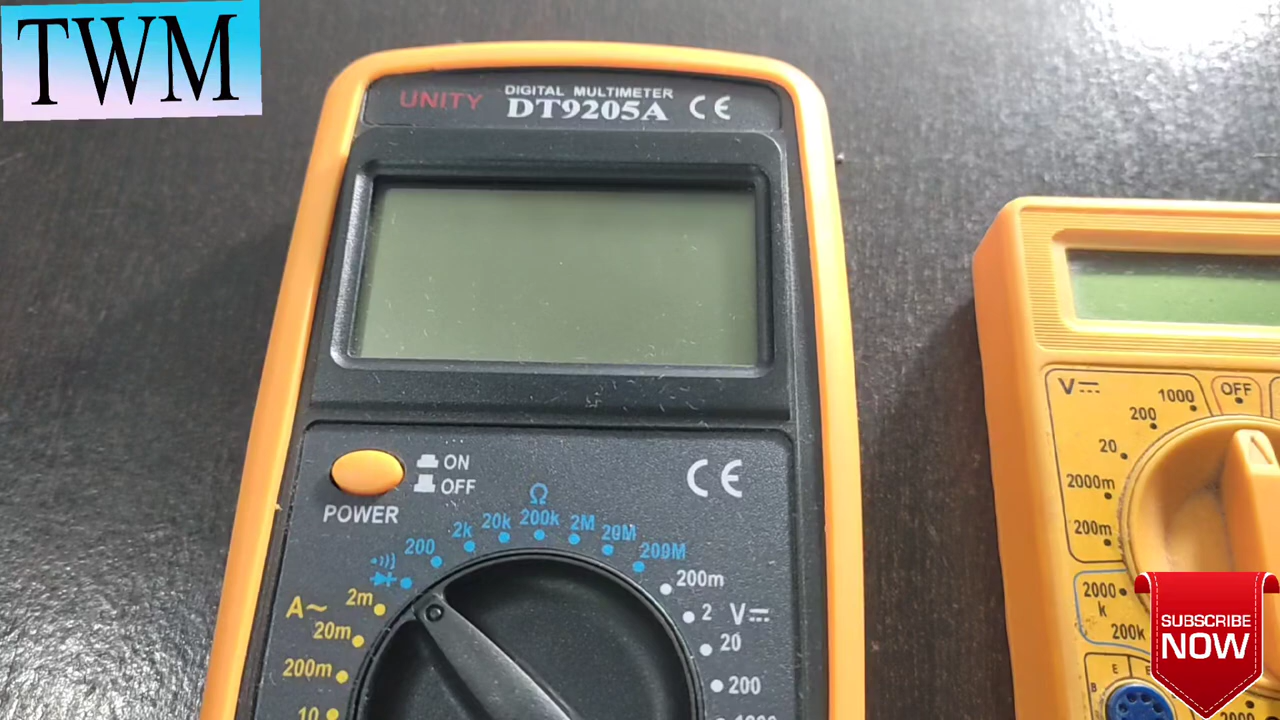 TWM
UNITY
DIGITAL MULTIMETER
DT9205A CE
ON
OFF
CE
POWER
Ω
200 2k 20k 200k 2M 20M 200M
A~
2m
20m
200m
10
200m
2 V
20
200
V
1000
200
20
2000m
200m
OFF
2000
k
200k
E
B
SUBSCRIBE
NOW